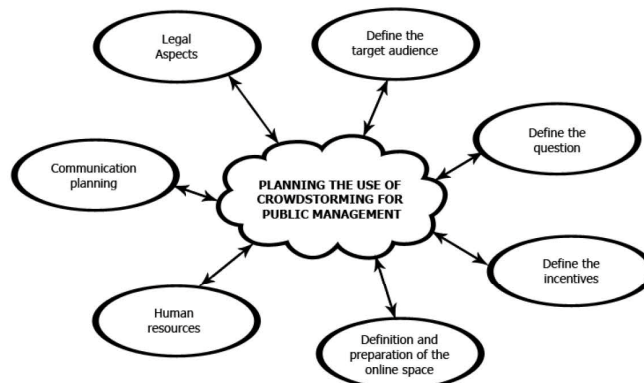 Legal
Aspects
Define the
target audience
Define the
question
Communication
planning
PLANNING THE USE OF
CROWDSTORMING FOR
PUBLIC MANAGEMENT
Define the
incentives
Human
resources
Definition and
preparation of the
online space